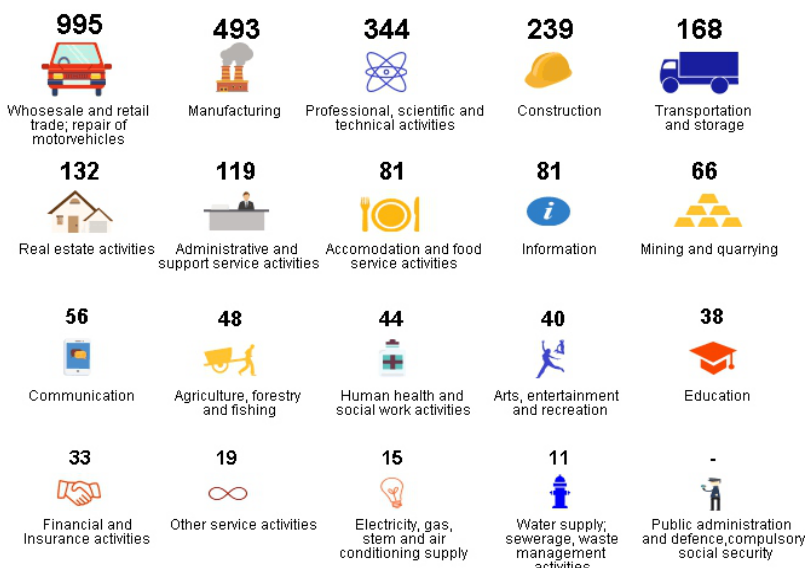 995
493
344
239
168
Whosesale and retail
trade; repair of
motorvehicles
Manufacturing
Professional, scientific and
technical activities
Construction
Transportation
and storage
132
119
81
81
66
Real estate activities
Administrative and
support service activities
Accomodation and food
service activities
i
Information
Mining and quarrying
56
48
44
40
38
Communication
Agriculture, forestry
and fishing
Human health and
social work activities
Arts, entertainment
and recreation
Education
33
19
15
11
-
Financial and
Insurance activities
Other service activities
Electricity, gas,
stem and air
conditioning supply
Water supply;
sewerage, waste
management
activities
Public administration
and defence,compulsory
social security